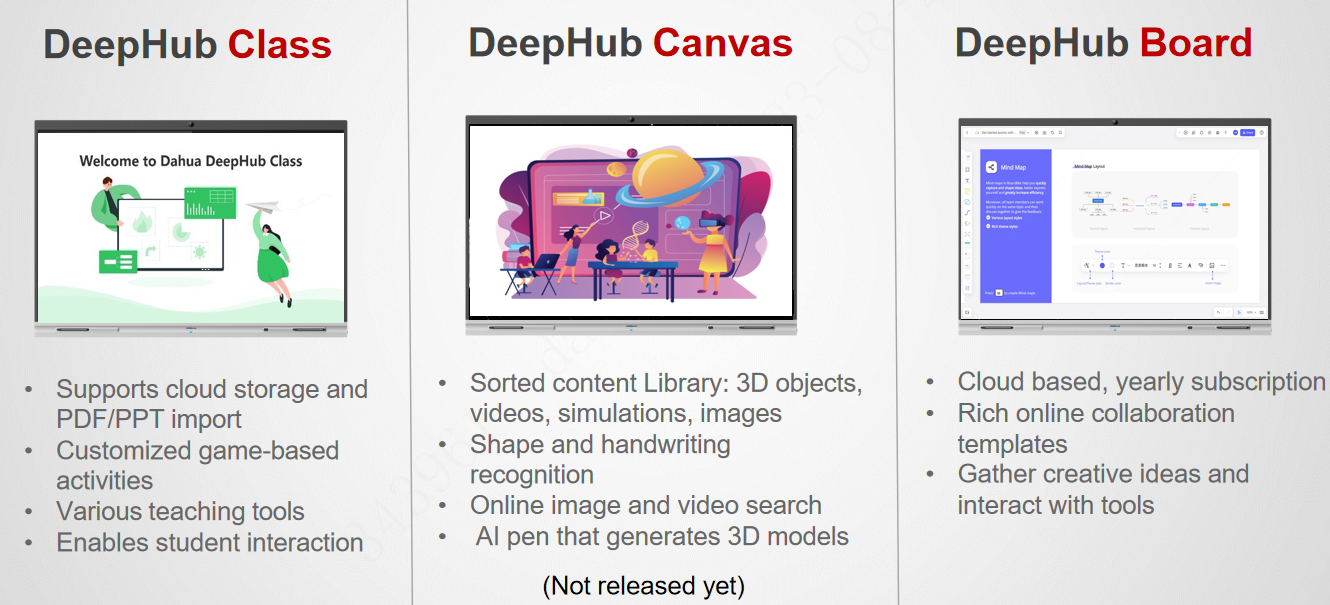 DeepHub Class
Welcome to Dahua DeepHub Class
• Supports cloud storage and
PDF/PPT import
• Customized game-based
activities
• Various teaching tools
• Enables student interaction
DeepHub Canvas
• Sorted content Library: 3D objects,
videos, simulations, images
• Shape and handwriting
recognition
• Online image and video search
• AI pen that generates 3D models
(Not released yet)
DeepHub Board
Mind Map
Mind Map Layout
• Cloud based, yearly subscription
• Rich online collaboration
templates
• Gather creative ideas and
interact with tools